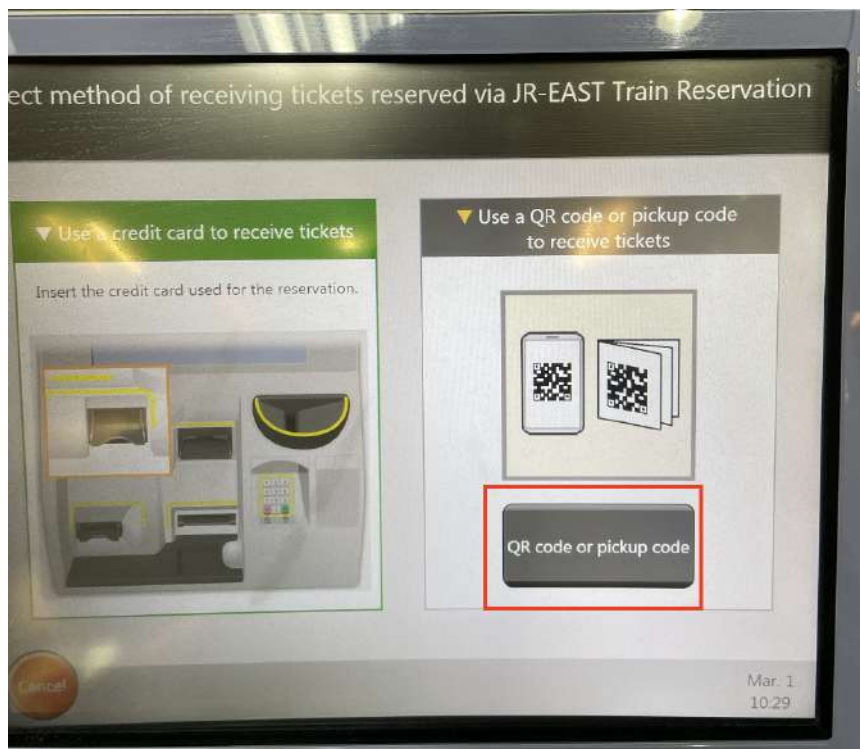 ect method of receiving tickets reserved via JR-EAST Train Reservation
▼ Use a credit card to receive tickets
Insert the credit card used for the reservation.
▼ Use a QR code or pickup code
to receive tickets
QR code or pickup code
Cancel
Mar. 1
10:29